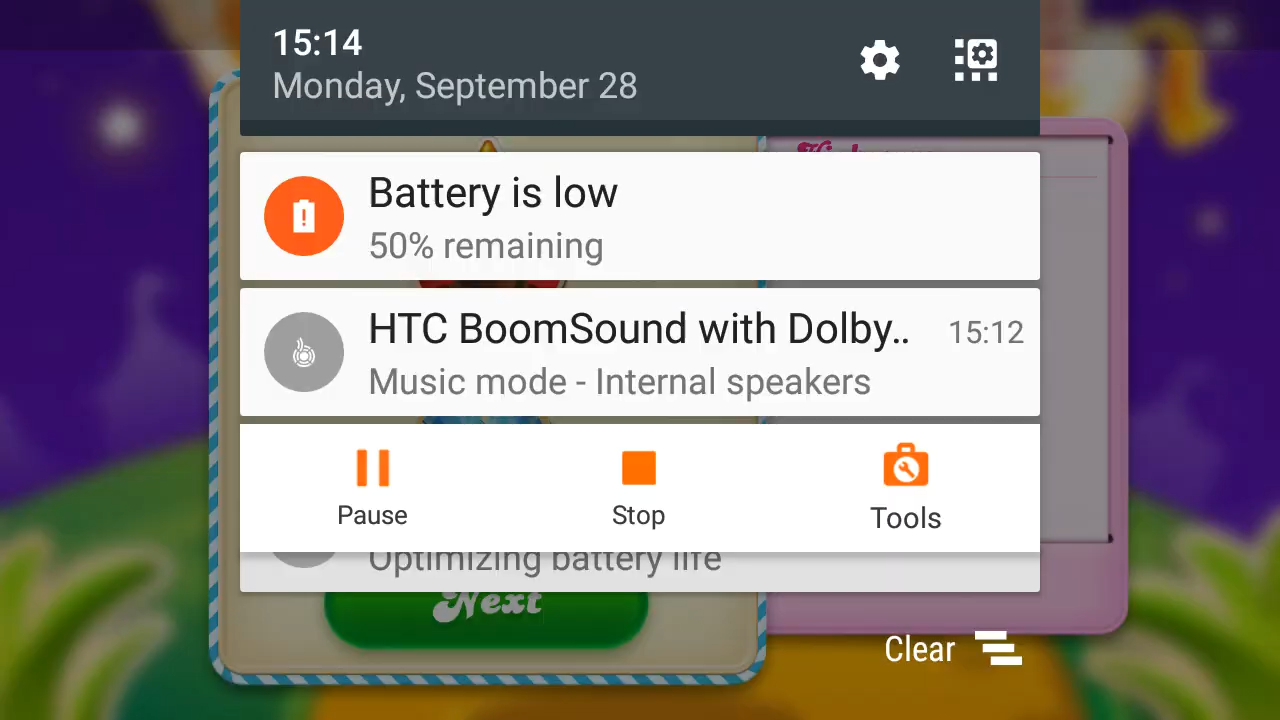 15:14
Monday, September 28
Battery is low
50% remaining
HTC BoomSound with Dolby..
15:12
Music mode - Internal speakers
Pause
Stop
Tools
Optimizing battery life
Next
Clear